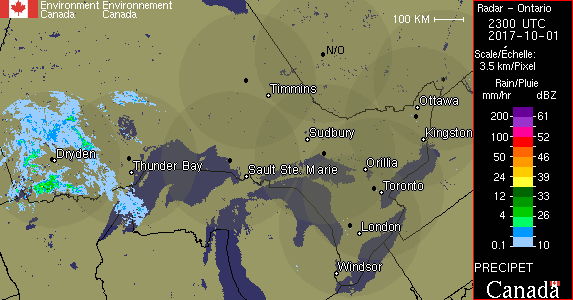 Environment Environnement
Canada Canada
100 KM
N/O
Timmins
Ottawa
Sudbury
Kingston
Dryden
Thunder Bay
Sault Ste. Marie
Orillia
Toronto
London
Windsor
Radar - Ontario
2300 UTC
2017-10-01
Scale/Échelle:
3.5 km/Pixel
Rain/Pluie
mm/hr dBZ
200 61
100 52
50 46
24 39
12 33
4 26
0.1 10
PRECIPET
Canada